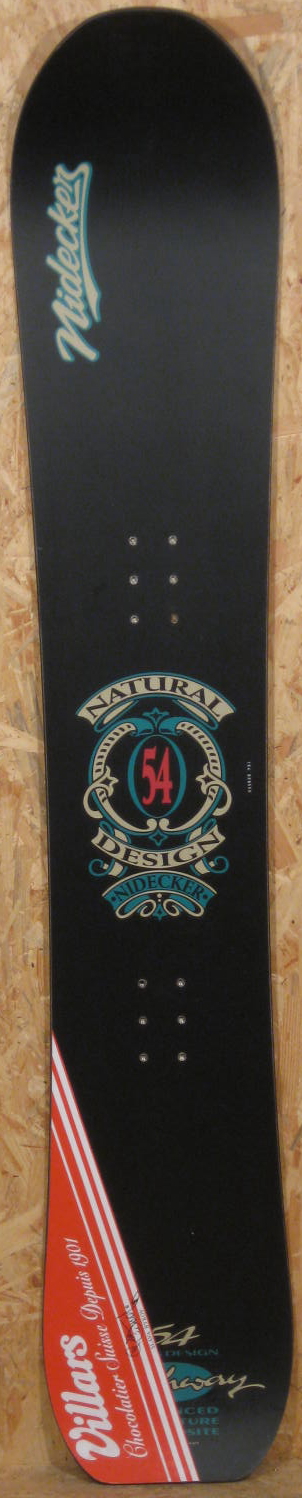 Nidecker
NATURAL
54
DESIGN
NIDECKER
Villars
Chocolatier Suisse Depuis 1901
54
DESIGN